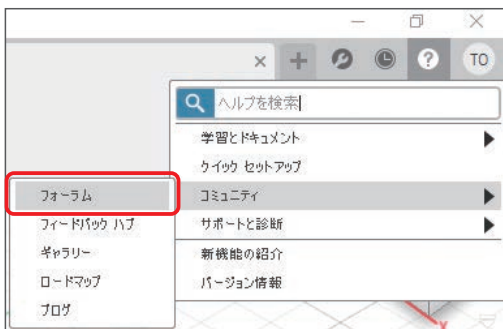 TO
ヘルプを検索
学習とドキュメント
クイック セットアップ
コミュニティ
サポートと診断
新機能の紹介
バージョン情報
フォーラム
フィードバック ハブ
ギャラリー
ロードマップ
ブログ
X